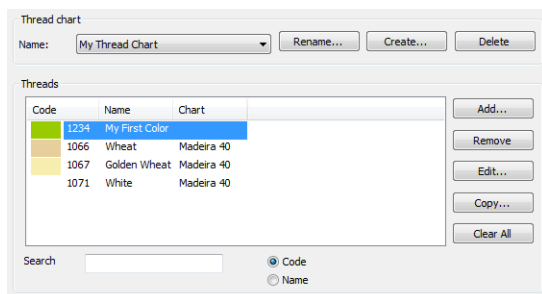 Thread chart
Name: My Thread Chart Rename... Create... Delete
Threads
Code Name Chart Add...
1234 My First Color
1066 Wheat Madeira 40 Remove
1067 Golden Wheat Madeira 40 Edit...
1071 White Madeira 40
Copy...
Clear All
Search Code
Name